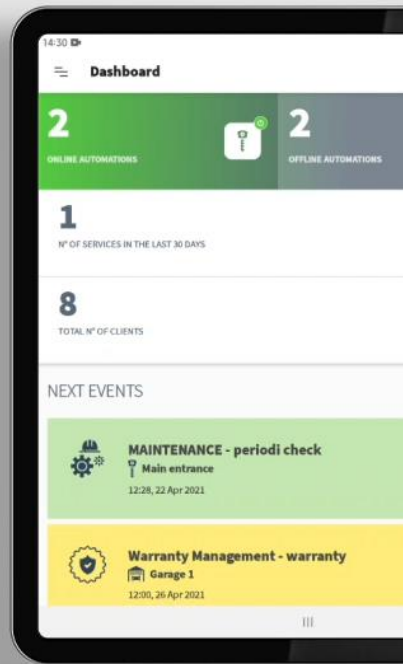 14:30
Dashboard
2
ONLINE AUTOMATIONS
2
OFFLINE AUTOMATIONS
1
N° OF SERVICES IN THE LAST 30 DAYS
8
TOTAL N° OF CLIENTS
NEXT EVENTS
MAINTENANCE - periodi check
Main entrance
12:28, 22 Apr 2021
Warranty Management - warranty
Garage 1
12:00, 26 Apr 2021